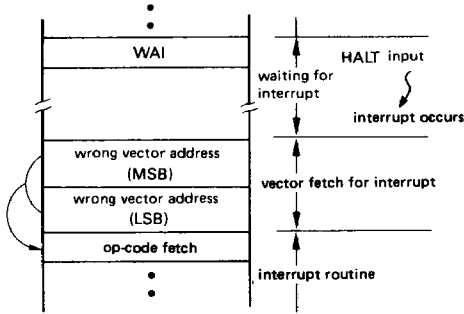 WAI
HALT input
waiting for
interrupt
interrupt occurs
wrong vector address
(MSB)
vector fetch for interrupt
wrong vector address
(LSB)
op-code fetch
interrupt routine